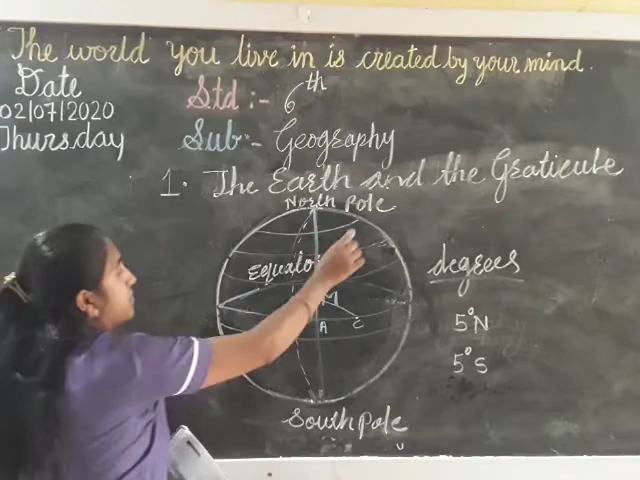 The world you live in is created by your mind.
Date
02/07/2020
Thursday
Std:- 6th
Sub:- Geography
1. The Earth and the Graticule
North Pole
Equator
M
A
C
South pole
degrees
5°N
5°S